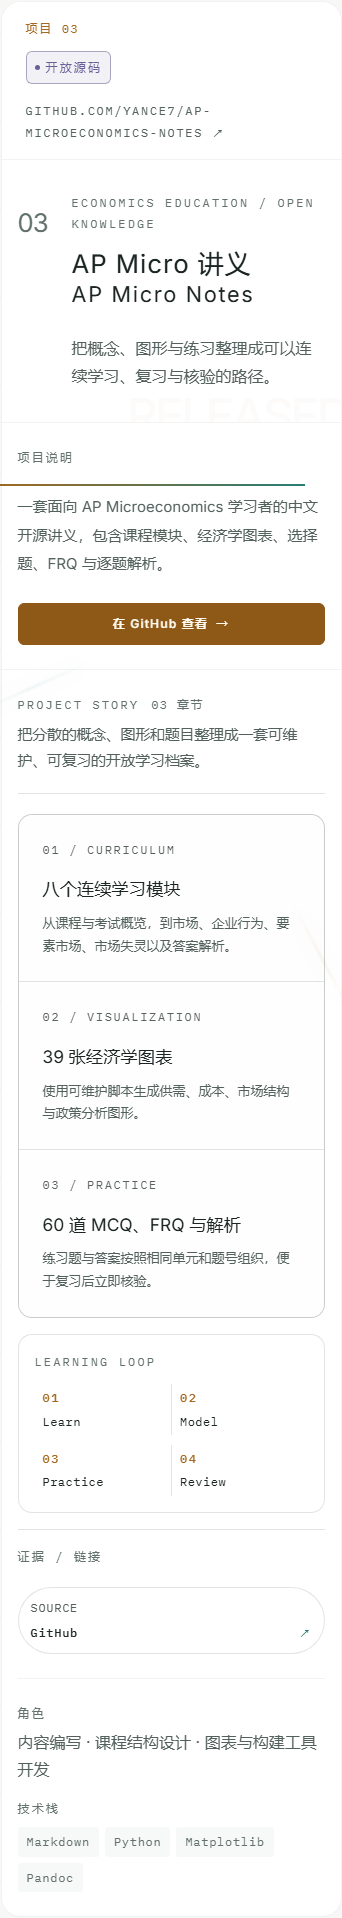 项目 03
开放源码
GITHUB.COM/YANCE7/AP-
MICROECONOMICS-NOTES ↗
03
ECONOMICS EDUCATION / OPEN
KNOWLEDGE
AP Micro 讲义
AP Micro Notes
把概念、图形与练习整理成可以连
续学习、复习与核验的路径。
RELEASED
项目说明
一套面向 AP Microeconomics 学习者的中文
开源讲义，包含课程模块、经济学图表、选择
题、FRQ 与逐题解析。
在 GitHub 查看 →
PROJECT STORY 03 章节
把分散的概念、图形和题目整理成一套可维
护、可复习的开放学习档案。
01 / CURRICULUM
八个连续学习模块
从课程与考试概览，到市场、企业行为、要
素市场、市场失灵以及答案解析。
02 / VISUALIZATION
39 张经济学图表
使用可维护脚本生成供需、成本、市场结构
与政策分析图形。
03 / PRACTICE
60 道 MCQ、FRQ 与解析
练习题与答案按照相同单元和题号组织，便
于复习后立即核验。
LEARNING LOOP
01
Learn
02
Model
03
Practice
04
Review
证据 / 链接
SOURCE
GitHub ↗
角色
内容编写 · 课程结构设计 · 图表与构建工具
开发
技术栈
Markdown Python Matplotlib
Pandoc